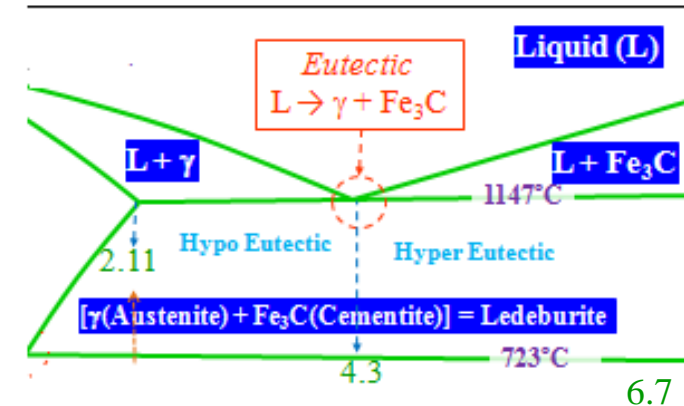 Liquid (L)
Eutectic
L → γ + Fe₃C
L + γ
L + Fe₃C
1147°C
Hypo Eutectic
Hyper Eutectic
2.11
[γ(Austenite) + Fe₃C(Cementite)] = Ledeburite
723°C
4.3
6.7